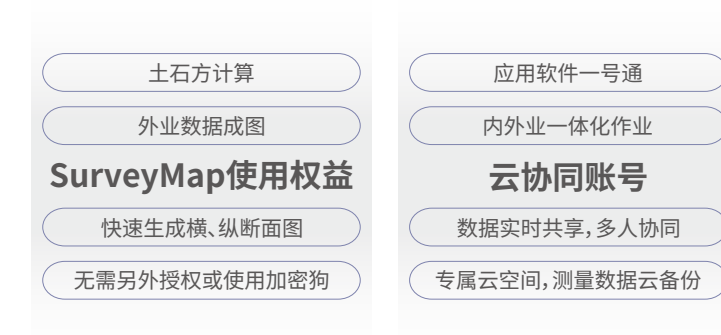 土石方计算
外业数据成图
SurveyMap使用权益
快速生成横、纵断面图
无需另外授权或使用加密狗
应用软件一号通
内外业一体化作业
云协同账号
数据实时共享,多人协同
专属云空间,测量数据云备份